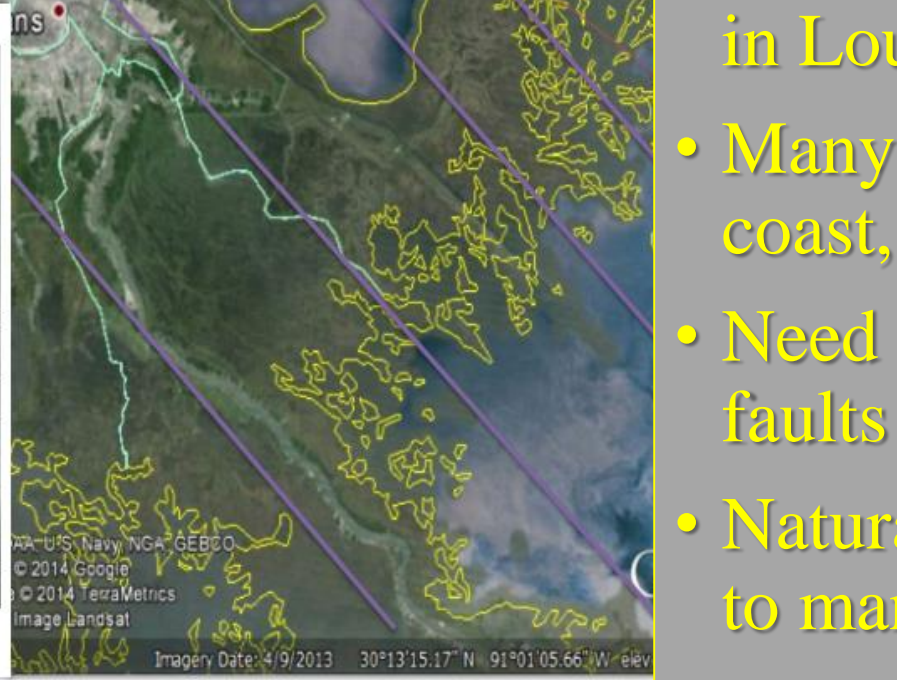 ns
AA, U.S. Navy, NGA, GEBCO
© 2014 Google
© 2014 TerraMetrics
Image Landsat
Imagery Date: 4/9/2013 30°13'15.17" N 91°01'05.66" W elev
in Lou
• Many
coast,
• Need
faults
• Natura
to mar